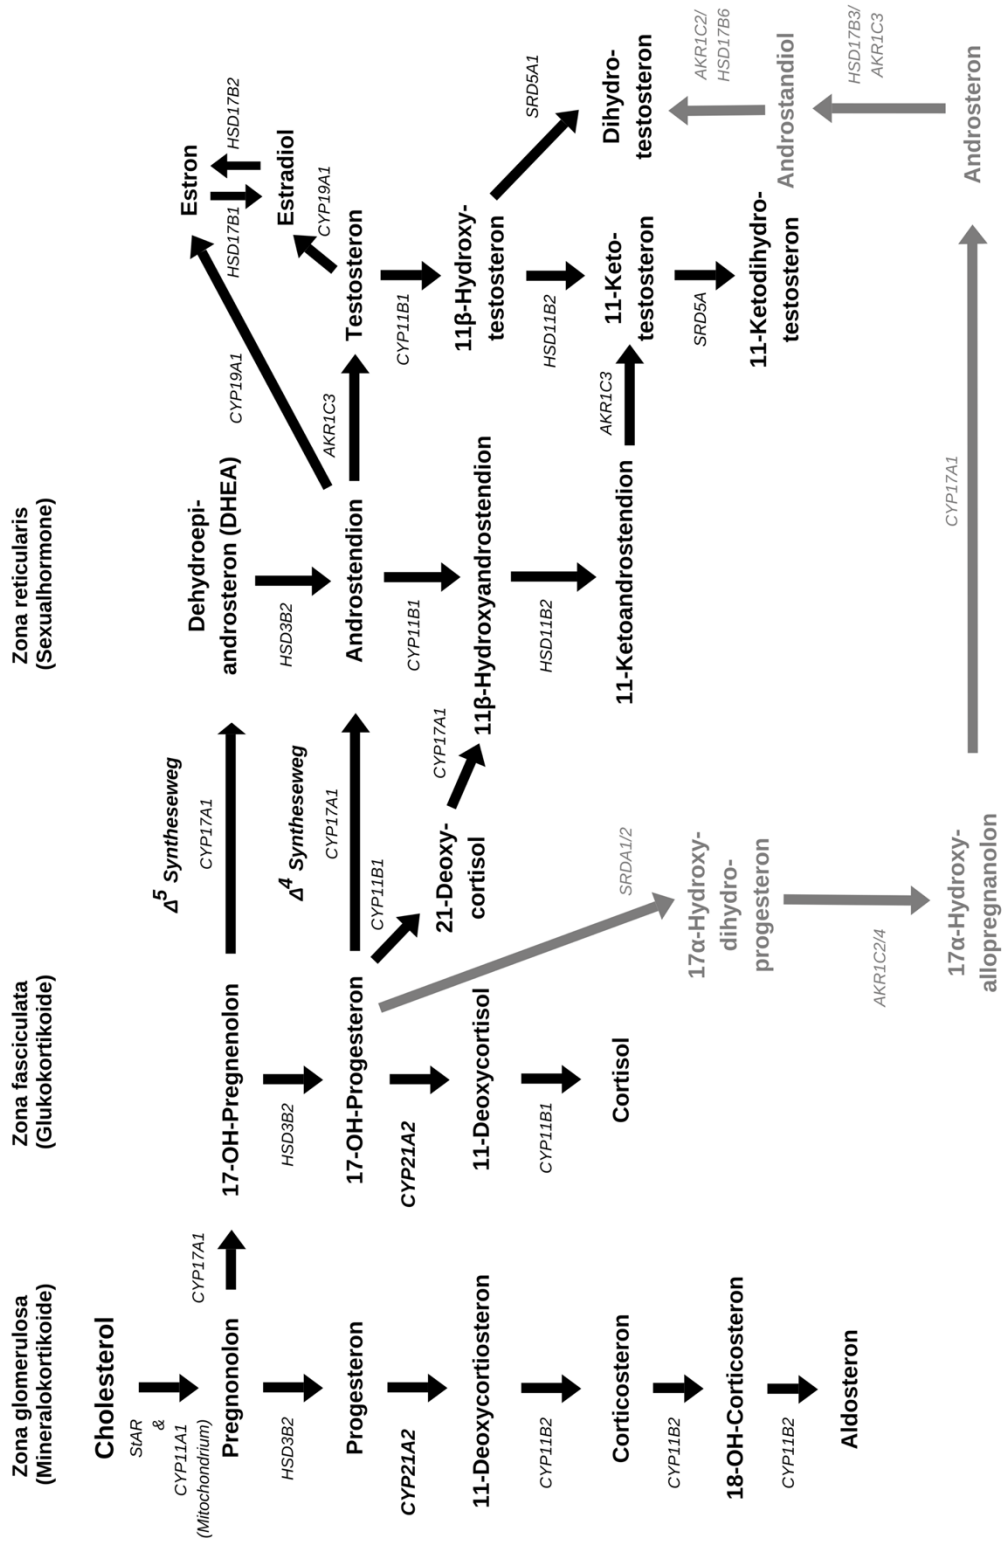 Zona glomerulosa
(Mineralokortikoide)
Zona fasciculata
(Glukokortikoide)
Zona reticularis
(Sexualhormone)
Cholesterol
StAR
&
CYP11A1
(Mitochondrium)
Pregnonolon
HSD3B2
Progesteron
CYP21A2
11-Deoxycortiosteron
CYP11B2
Corticosteron
CYP11B2
18-OH-Corticosteron
CYP11B2
Aldosteron
CYP17A1
17-OH-Pregnenolon
HSD3B2
17-OH-Progesteron
CYP21A2
11-Deoxycortisol
CYP11B1
Cortisol
Δ5 Syntheseweg
CYP17A1
Δ4 Syntheseweg
CYP17A1
CYP11B1
21-Deoxy-
cortisol
CYP17A1
SRDA1/2
17α-Hydroxy-
dihydro-
progesteron
AKR1C2/4
17α-Hydroxy-
allopregnanolon
Dehydroepi-
androsteron (DHEA)
HSD3B2
Androstendion
CYP11B1
11β-Hydroxyandrostendion
HSD11B2
11-Ketoandrostendion
CYP17A1
CYP19A1
AKR1C3
AKR1C3
Estron
HSD17B1
HSD17B2
Estradiol
CYP19A1
Testosteron
CYP11B1
11β-Hydroxy-
testosteron
HSD11B2
11-Keto-
testosteron
SRD5A
11-Ketodihydro-
testosteron
SRD5A1
Dihydro-
testosteron
AKR1C2/
HSD17B6
Androstandiol
HSD17B3/
AKR1C3
Androsteron